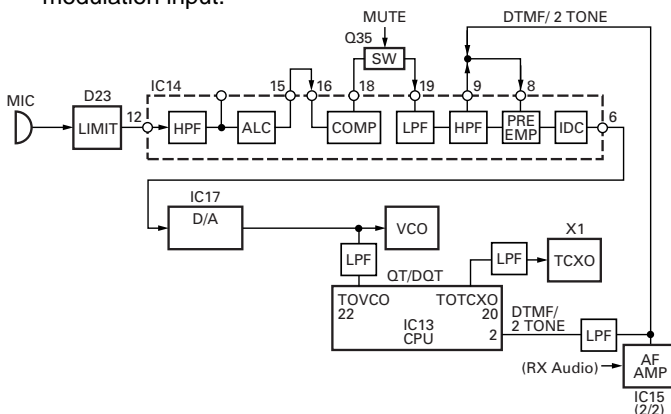 modulation input.
MUTE
DTMF/ 2 TONE
Q35
SW
IC14
15
16
18
19
9
8
D23
MIC
LIMIT
12
HPF
ALC
COMP
LPF
HPF
PRE
EMP
IDC
6
IC17
D/A
VCO
X1
LPF
LPF
TCXO
QT/DQT
TOVCO
22
TOTCXO
20
IC13
CPU
2
DTMF/
2 TONE
LPF
(RX Audio)
AF
AMP
IC15
(2/2)